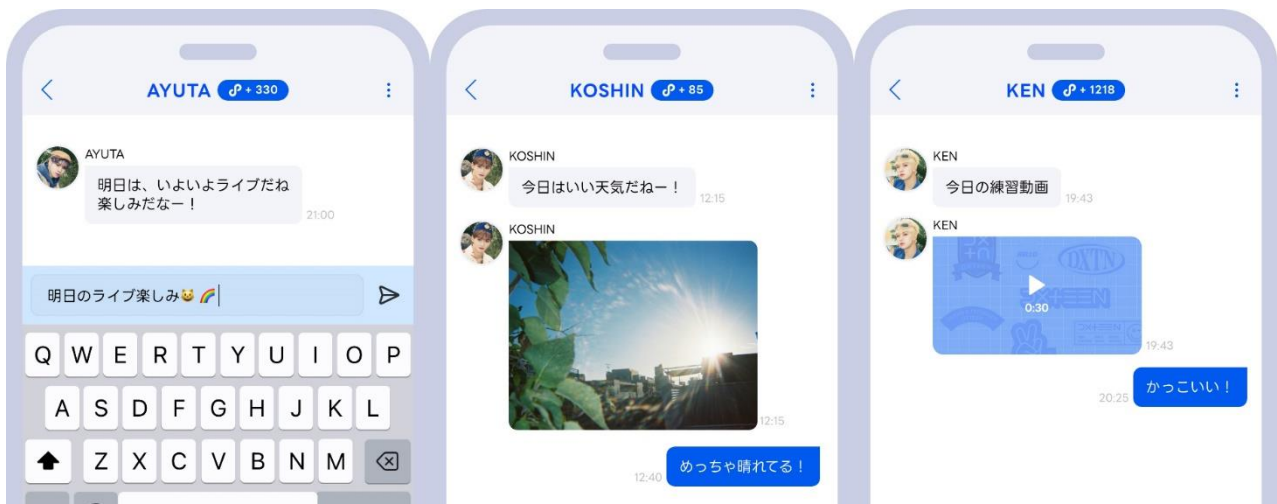 AYUTA + 330
AYUTA
明日は、いよいよライブだね
楽しみだなー！
21:00
明日のライブ楽しみ😺🌈
Q W E R T Y U I O P
A S D F G H J K L
Z X C V B N M
KOSHIN + 85
KOSHIN
今日はいい天気だねー！
12:15
KOSHIN
12:15
めっちゃ晴れてる！
12:40
KEN + 1218
KEN
今日の練習動画
19:43
KEN
DXTN
DXTEEN
0:30
19:43
かっこいい！
20:25